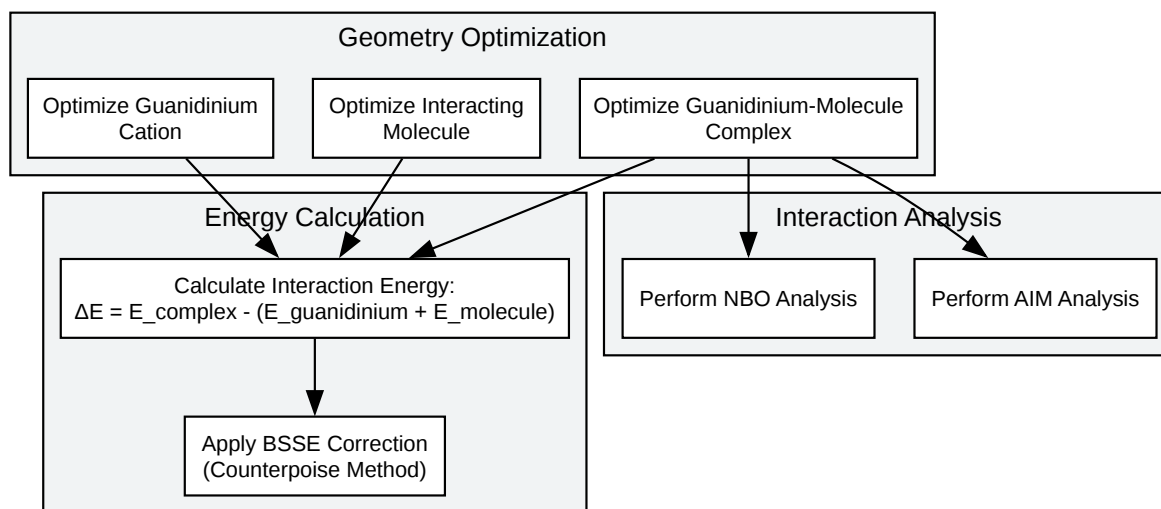 Geometry Optimization
Optimize Guanidinium
Cation
Optimize Interacting
Molecule
Optimize Guanidinium-Molecule
Complex
Energy Calculation
Calculate Interaction Energy:
ΔE = E_complex - (E_guanidinium + E_molecule)
Apply BSSE Correction
(Counterpoise Method)
Interaction Analysis
Perform NBO Analysis
Perform AIM Analysis